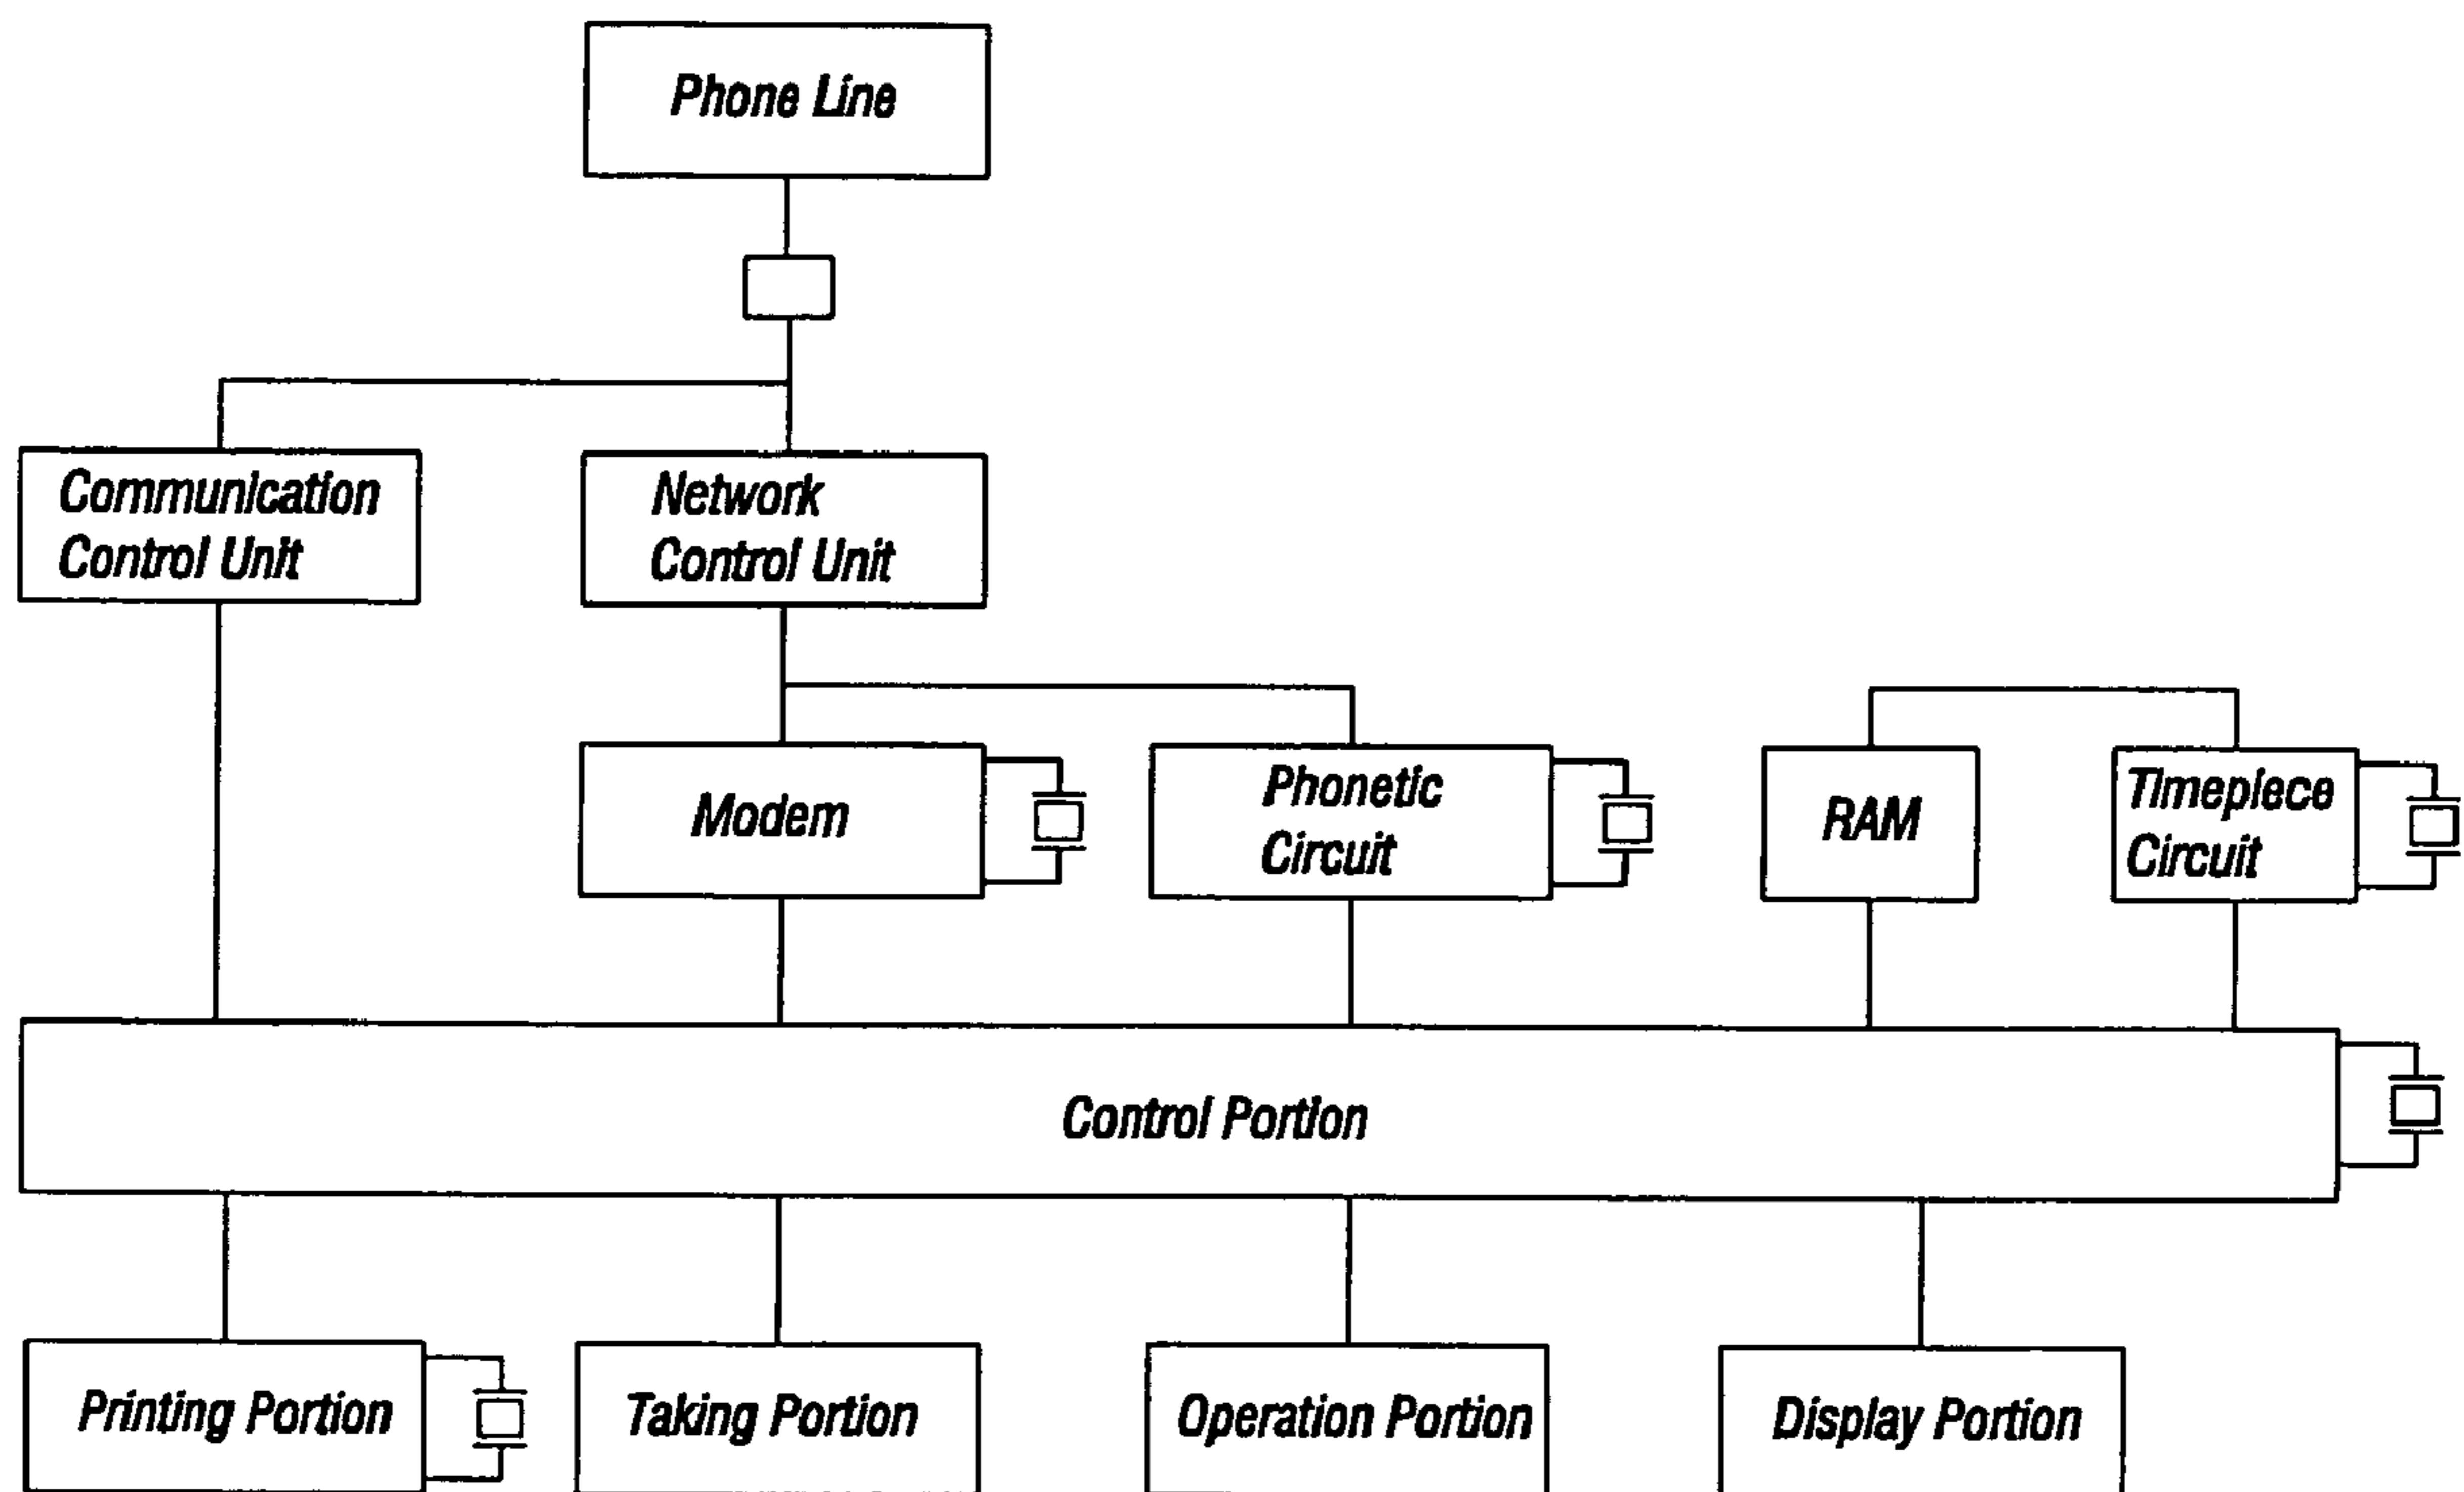 Phone Line
Communication
Control Unit
Network
Control Unit
Modem
Phonetic
Circuit
RAM
Timepiece
Circuit
Control Portion
Printing Portion
Taking Portion
Operation Portion
Display Portion